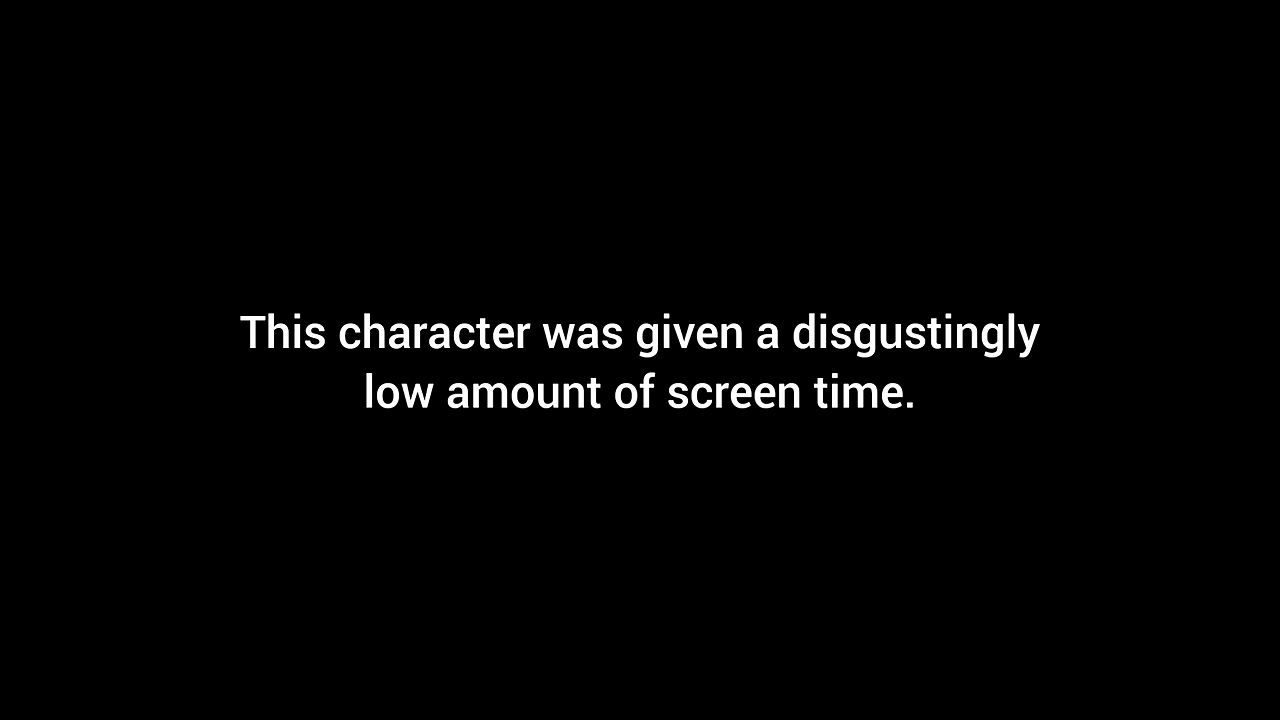 This character was given a disgustingly
low amount of screen time.